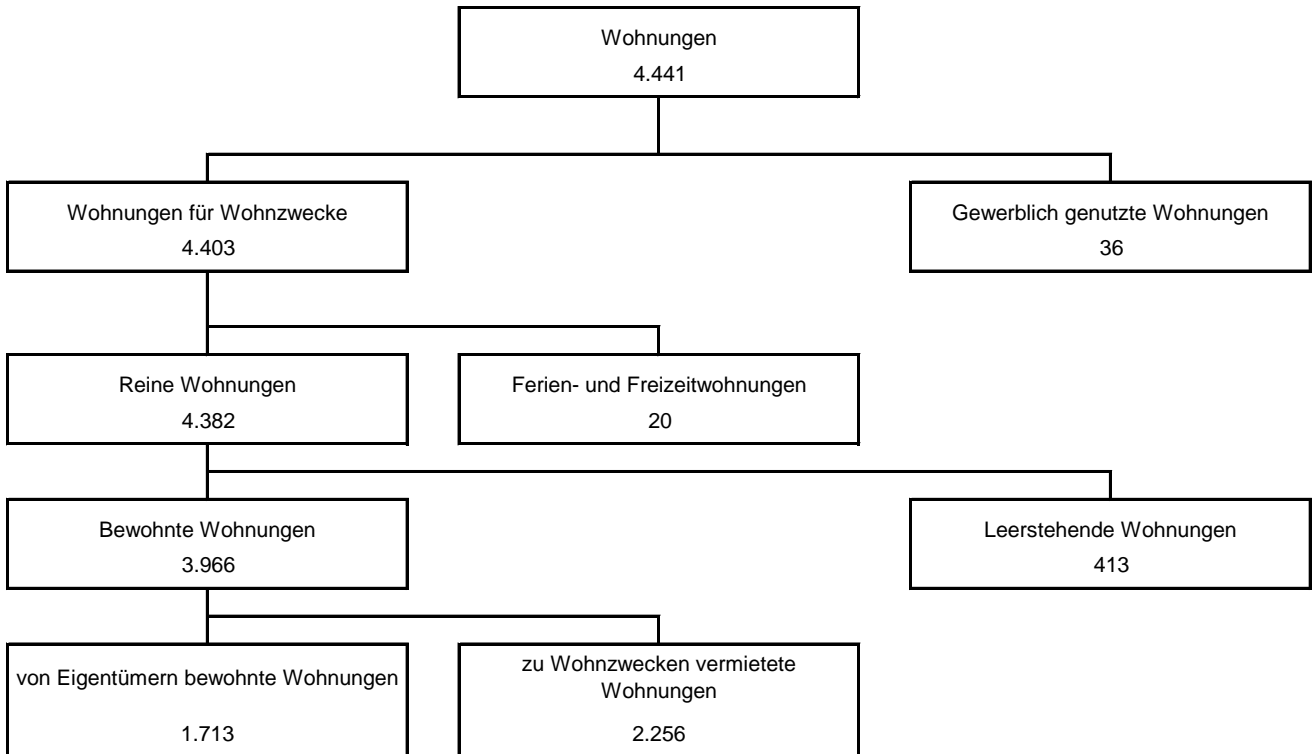 Wohnungen
4.441
Wohnungen für Wohnzwecke
4.403
Gewerblich genutzte Wohnungen
36
Reine Wohnungen
4.382
Ferien- und Freizeitwohnungen
20
Bewohnte Wohnungen
3.966
Leerstehende Wohnungen
413
von Eigentümern bewohnte Wohnungen
1.713
zu Wohnzwecken vermietete
Wohnungen
2.256